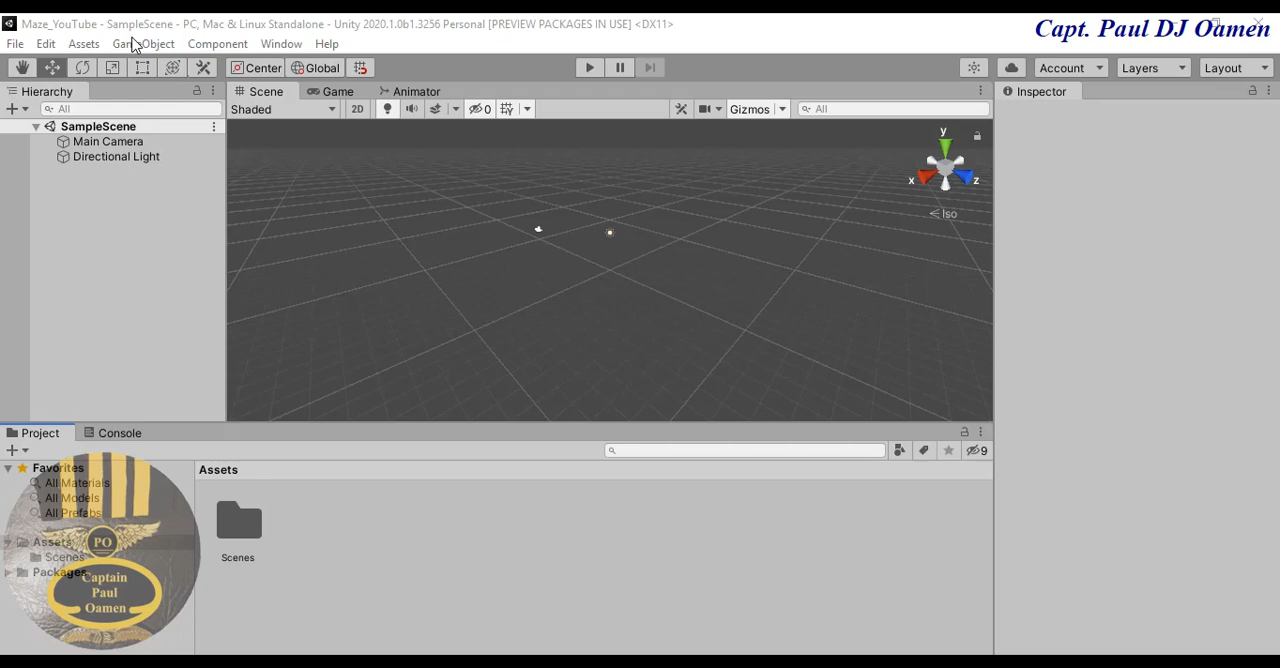 Maze_YouTube - SampleScene - PC, Mac & Linux Standalone - Unity 2020.1.0b1.3256 Personal [PREVIEW PACKAGES IN USE] <DX11>
Capt. Paul DJ Oamen
File Edit Assets GameObject Component Window Help
Center Global Account Layers Layout
Hierarchy Scene Game Animator Inspector
All Shaded 2D 0 Gizmos All
SampleScene
Main Camera
Directional Light
y
x z
Iso
Project Console
9
Favorites Assets
All Materials
All Models
All Prefabs
Assets
Scenes
Packages
Scenes
PO
Captain
Paul
Oamen